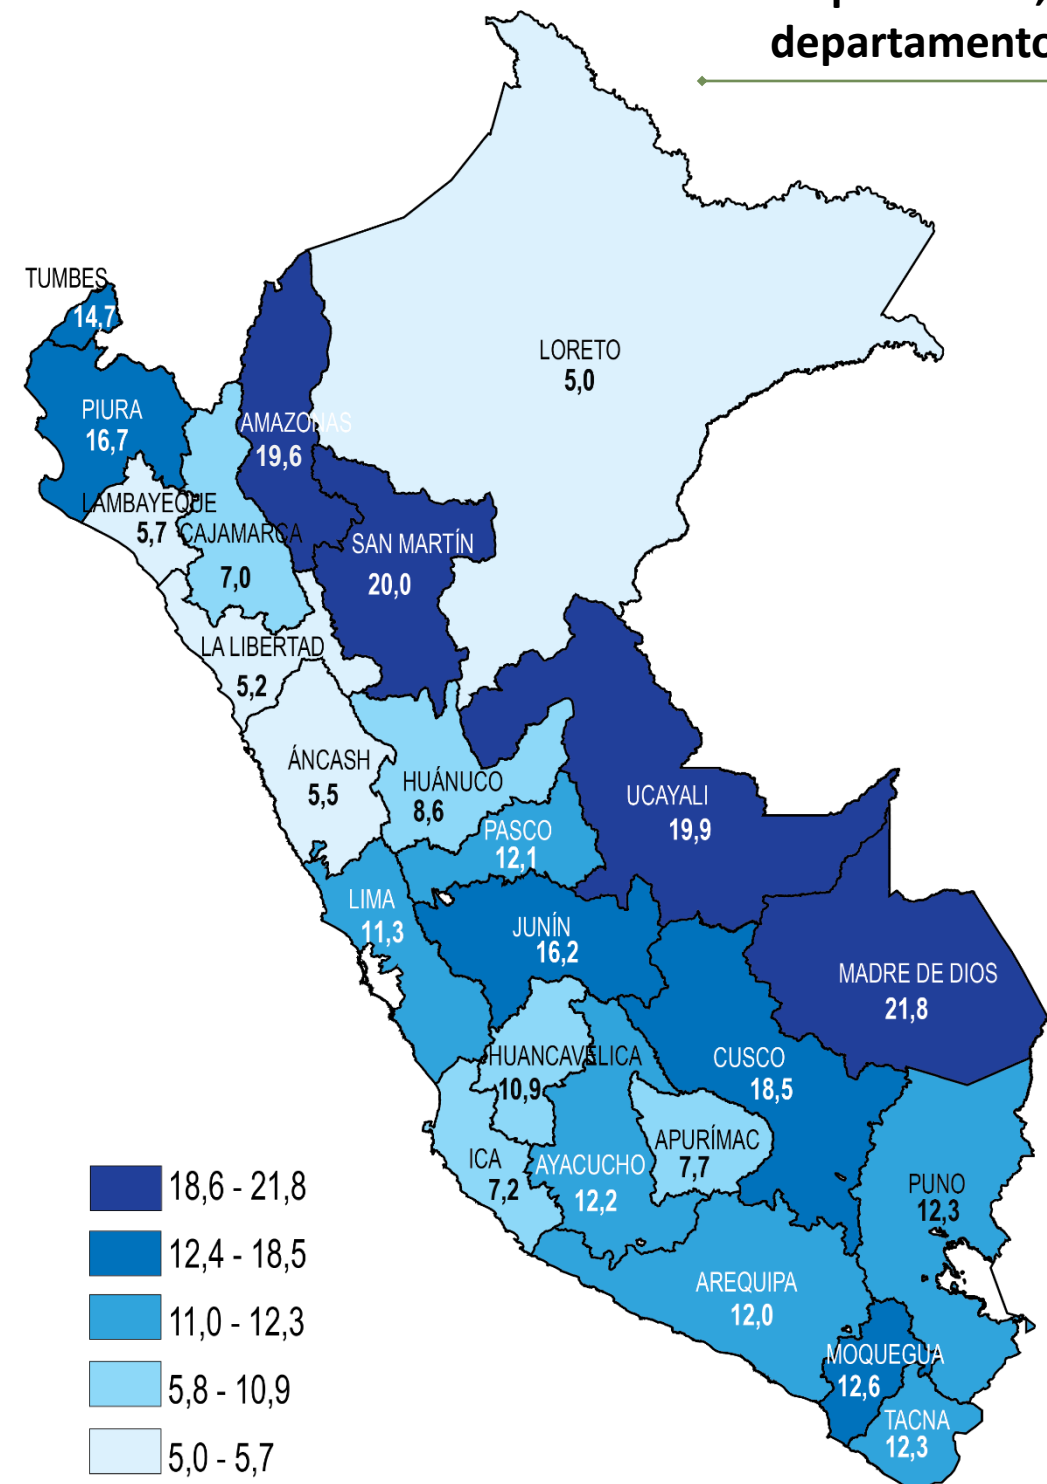 departamento
TUMBES
14,7
LORETO
5,0
PIURA
16,7
AMAZONAS
19,6
LAMBAYEQUE
5,7
CAJAMARCA
7,0
SAN MARTÍN
20,0
LA LIBERTAD
5,2
ÁNCASH
5,5
HUÁNUCO
8,6
UCAYALI
19,9
PASCO
12,1
LIMA
11,3
JUNÍN
16,2
MADRE DE DIOS
21,8
HUANCAVELICA
10,9
CUSCO
18,5
APURÍMAC
7,7
ICA
7,2
AYACUCHO
12,2
PUNO
12,3
AREQUIPA
12,0
MOQUEGUA
12,6
TACNA
12,3
18,6 - 21,8
12,4 - 18,5
11,0 - 12,3
5,8 - 10,9
5,0 - 5,7